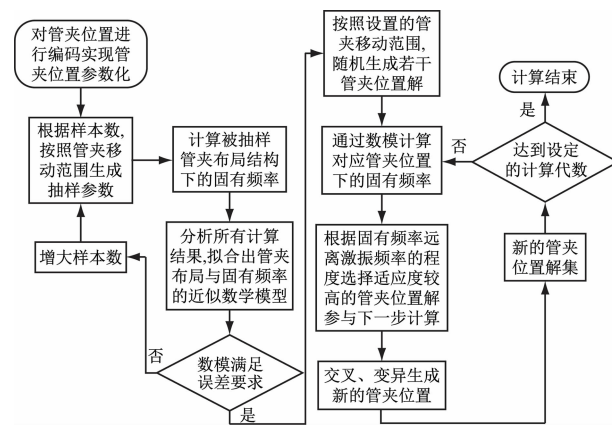 对管夹位置进
行编码实现管
夹位置参数化
根据样本数,
按照管夹移
动范围生成
抽样参数
增大样本数
计算被抽样
管夹布局结构
下的固有频率
分析所有计算
结果,拟合出管夹
布局与固有频率
的近似数学模型
否
数模满足
误差要求
是
按照设置的管
夹移动范围,
随机生成若干
管夹位置解
通过数模计算
对应管夹位置
下的固有频率
根据固有频率远
离激振频率的程
度选择适应度较
高的管夹位置解
参与下一步计算
交叉、变异生成
新的管夹位置
计算结束
是
否
达到设定
的计算代数
新的管夹
位置解集